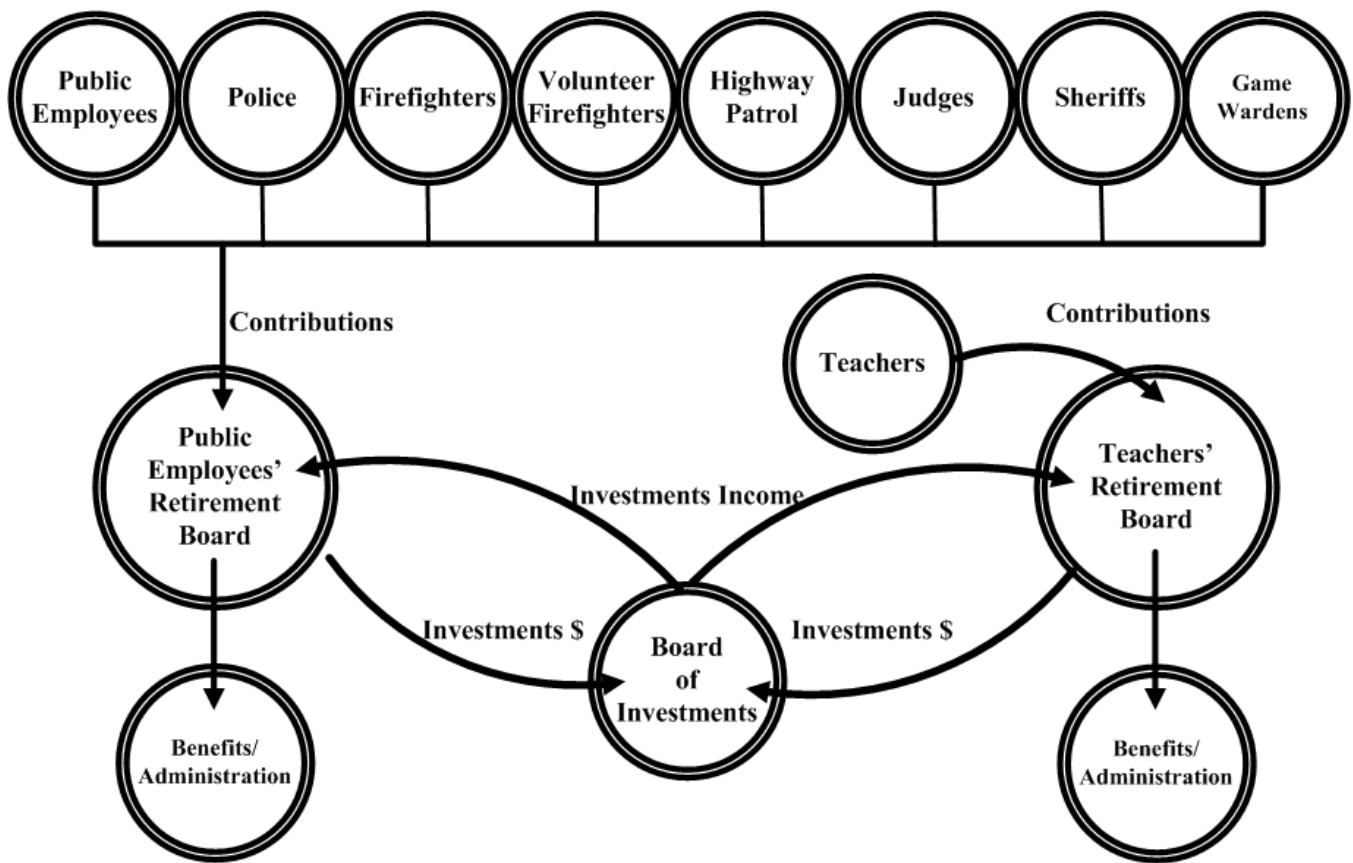 Public
Employees
Police
Firefighters
Volunteer
Firefighters
Highway
Patrol
Judges
Sheriffs
Game
Wardens
Contributions
Contributions
Teachers
Public
Employees'
Retirement
Board
Teachers'
Retirement
Board
Investments Income
Investments $
Investments $
Board
of
Investments
Benefits/
Administration
Benefits/
Administration